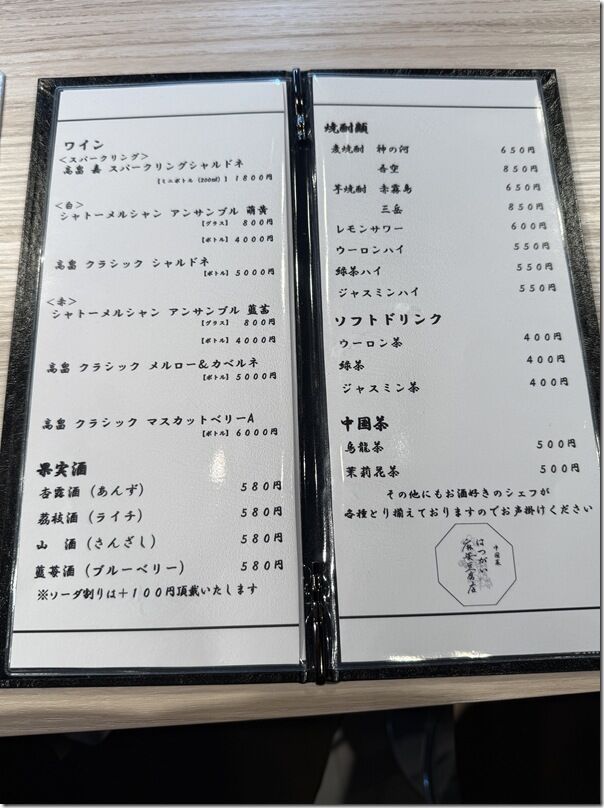 ワイン
<スパークリング>
高畠 嘉 スパークリングシャルドネ
【ミニボトル (200ml)】 1800円
<白>
シャトーメルシャン アンサンブル 萌黄
【グラス】 800円
【ボトル】 4000円
高畠 クラシック シャルドネ
【ボトル】 5000円
<赤>
シャトーメルシャン アンサンブル 藍茜
【グラス】 800円
【ボトル】 4000円
高畠 クラシック メルロー&カベルネ
【ボトル】 5000円
高畠 クラシック マスカットベリーA
【ボトル】 6000円
果実酒
杏露酒(あんず) 580円
茘枝酒(ライチ) 580円
山 酒(さんざし) 580円
藍苺酒(ブルーベリー) 580円
※ソーダ割りは+100円頂戴いたします
焼酎類
麦焼酎 神の河 650円
吾空 850円
芋焼酎 赤霧島 650円
三岳 850円
レモンサワー 600円
ウーロンハイ 550円
緑茶ハイ 550円
ジャスミンハイ 550円
ソフトドリンク
ウーロン茶 400円
緑茶 400円
ジャスミン茶 400円
中国茶
烏龍茶 500円
茉莉花茶 500円
その他にもお酒好きのシェフが
各種とり揃えておりますのでお声掛けください
中国菜
はつがい
麻婆豆腐店